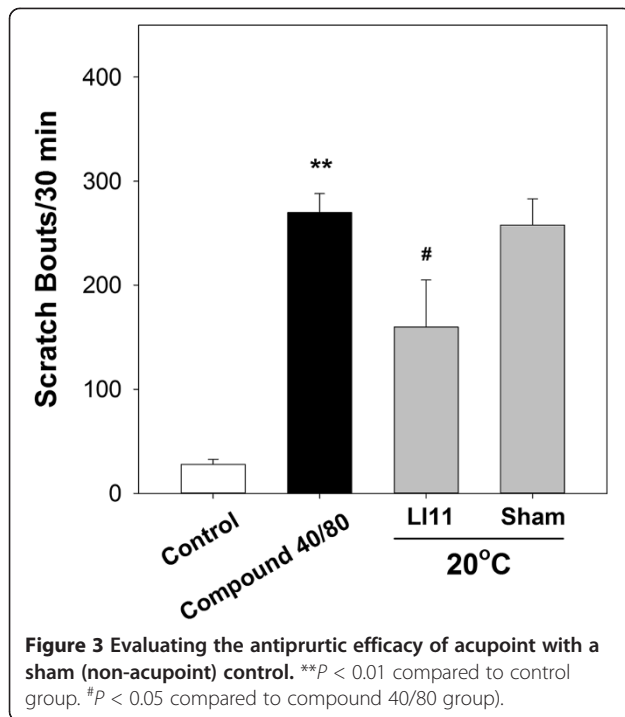 400
300
200
100
0
Scratch Bouts/30 min
**
#
Control
Compound 40/80
LI11
Sham
20°C
Figure 3 Evaluating the antiprurtic efficacy of acupoint with a
sham (non-acupoint) control. **P < 0.01 compared to control
group. #P < 0.05 compared to compound 40/80 group).